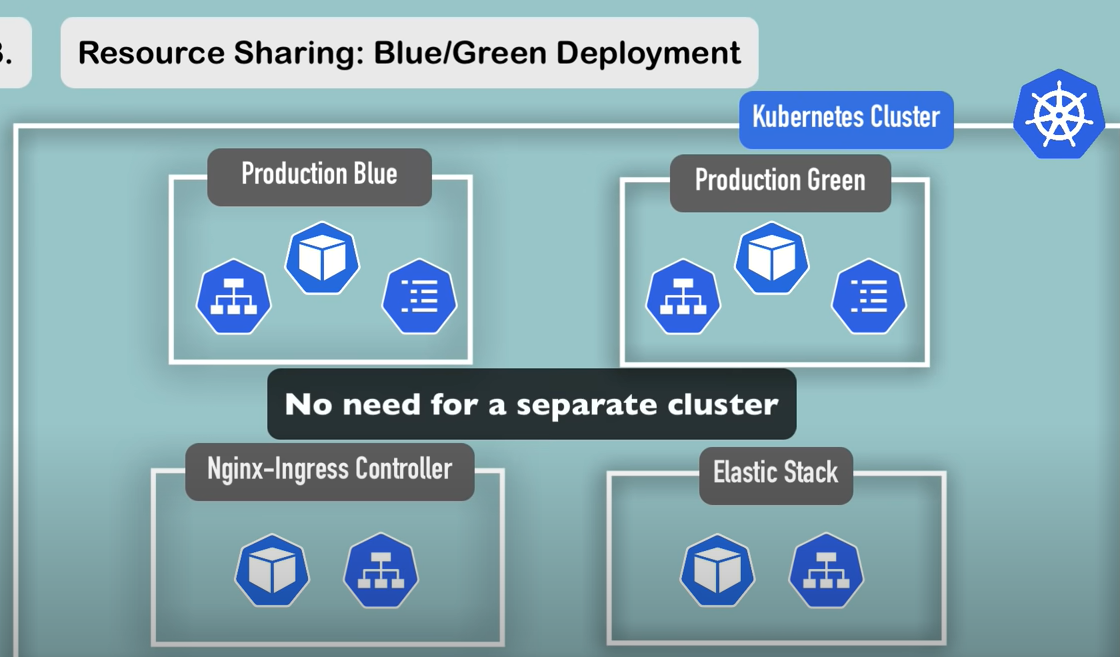 3.
Resource Sharing: Blue/Green Deployment
Kubernetes Cluster
Production Blue
Production Green
No need for a separate cluster
Nginx-Ingress Controller
Elastic Stack